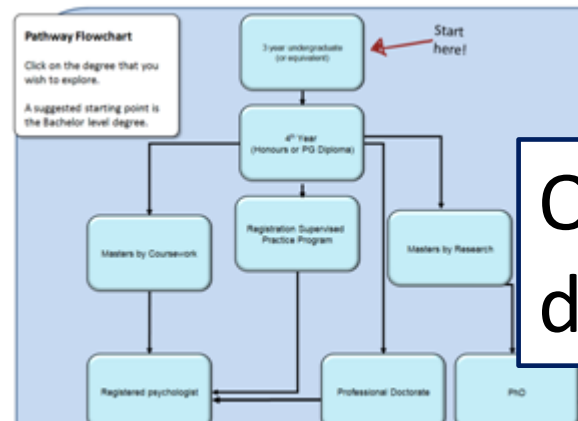 Pathway Flowchart
Click on the degree that you
wish to explore.
A suggested starting point is
the Bachelor level degree.
3 year undergraduate
(or equivalent)
Start
here!
4th Year
(Honours or PG Diploma)
Masters by Coursework
Registration Supervised
Practice Program
Masters by Research
Registered psychologist
Professional Doctorate
PhD
C
d